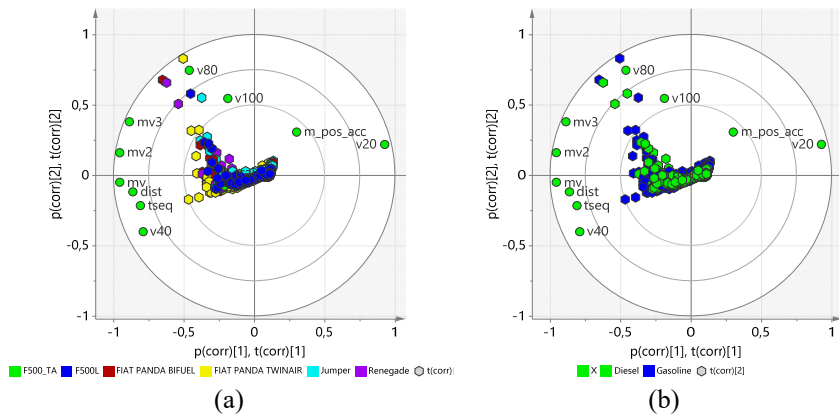 1
0,5
0
-0,5
-1
p(corr)[2], t(corr)[2]
v80
v100
mv3
m_pos_acc
v20
mv2
mv
dist
tseq
v40
-1
-0,5
0
0,5
1
p(corr)[1], t(corr)[1]
F500_TA F500L FIAT PANDA BIFUEL FIAT PANDA TWINAIR Jumper Renegade t(corr)[
(a)
1
0,5
0
-0,5
-1
p(corr)[2], t(corr)[2]
v80
v100
mv3
m_pos_acc
v20
mv2
mv
dist
tseq
v40
-1
-0,5
0
0,5
1
p(corr)[1], t(corr)[1]
X Diesel Gasoline t(corr)[2]
(b)